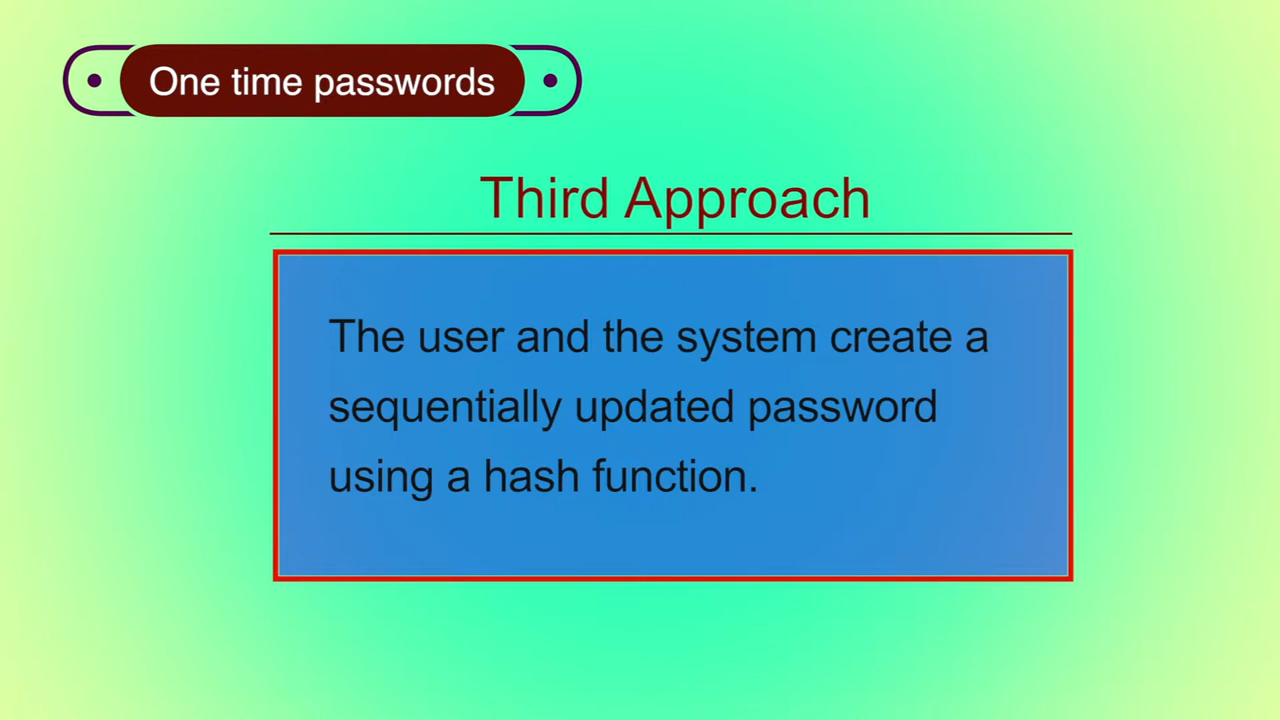 One time passwords
Third Approach
The user and the system create a
sequentially updated password
using a hash function.